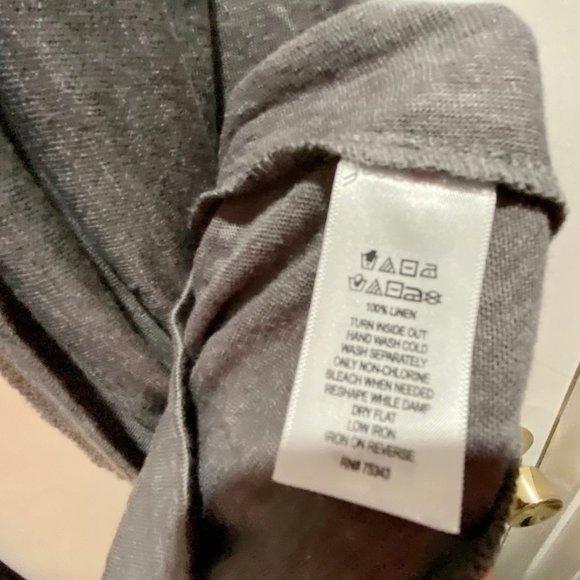 100% LINEN
TURN INSIDE OUT
HAND WASH COLD
WASH SEPARATELY
ONLY NON-CHLORINE
BLEACH WHEN NEEDED
RESHAPE WHILE DAMP
DRY FLAT
LOW IRON
IRON ON REVERSE
RN# 75343